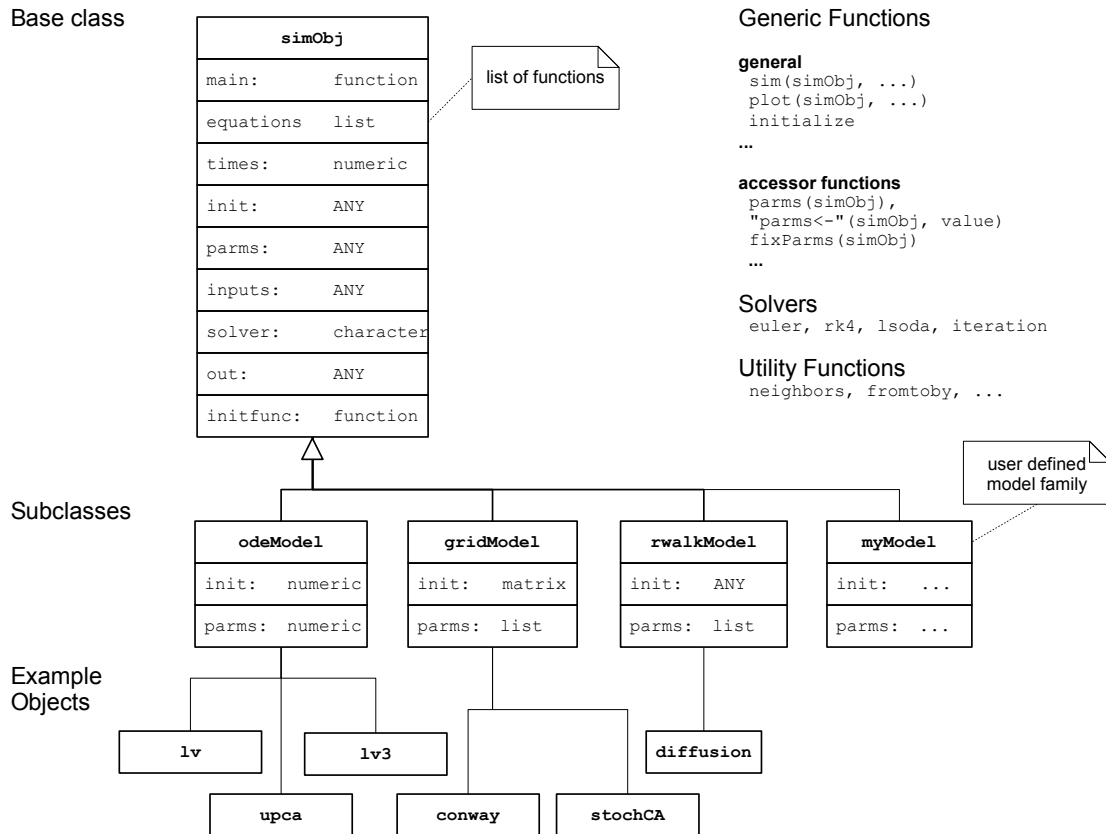 Base class
simObj
main: function
equations list
times: numeric
init: ANY
parms: ANY
inputs: ANY
solver: character
out: ANY
initfunc: function
list of functions
Generic Functions
general
sim(simObj, ...)
plot(simObj, ...)
initialize
...
accessor functions
parms(simObj),
"parms<-"(simObj, value)
fixParms(simObj)
...
Solvers
euler, rk4, lsoda, iteration
Utility Functions
neighbors, fromtoby, ...
user defined
model family
Subclasses
odeModel
init: numeric
parms: numeric
gridModel
init: matrix
parms: list
rwalkModel
init: ANY
parms: list
myModel
init: ...
parms: ...
Example
Objects
lv
lv3
diffusion
upca
conway
stochCA